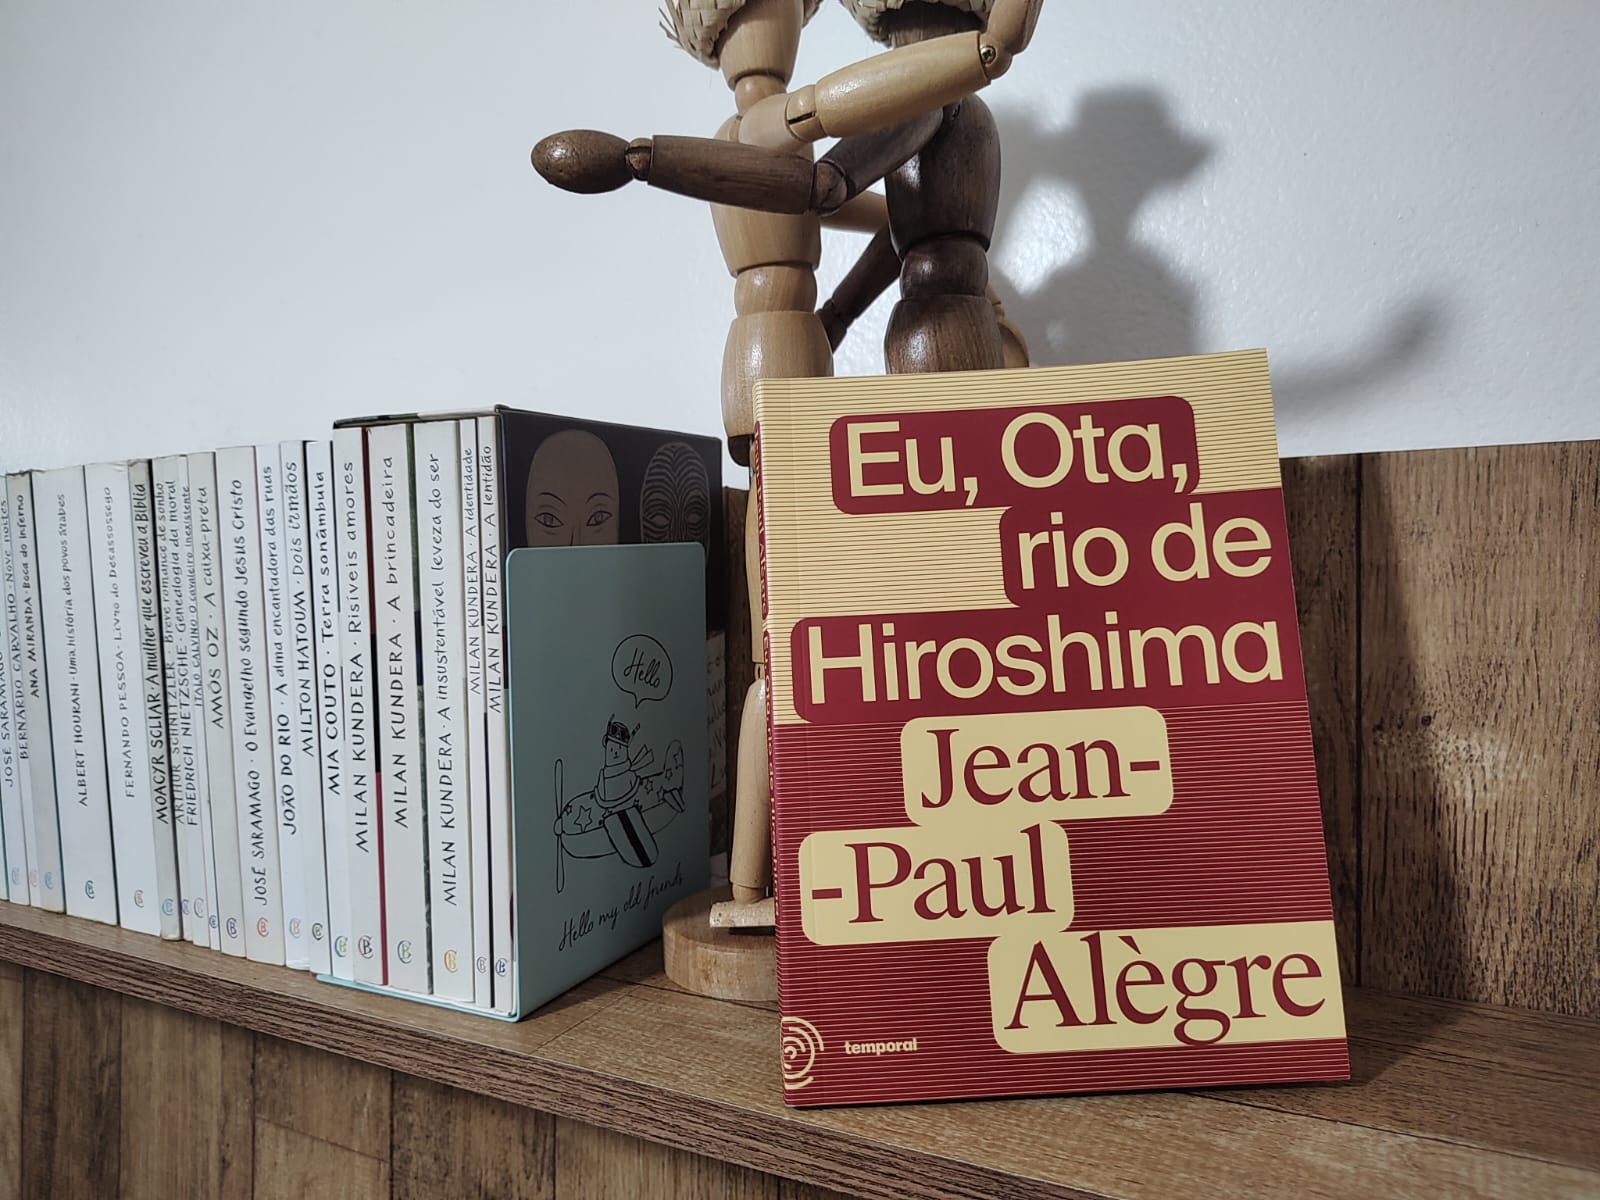 JOSÉ SARAMAGO
BERNARDO CARVALHO · Nove noites
ANA MIRANDA · Boca do Inferno
ALBERT HOURANI · Uma história dos povos árabes
FERNANDO PESSOA · Livro do Desassossego
MOACYR SCLIAR · A mulher que escreveu a Bíblia
ARTHUR SCHNITZLER · Breve romance de sonho
FRIEDRICH NIETZSCHE · Genealogia da moral
ITALO CALVINO · O cavaleiro inexistente
AMÓS OZ · A caixa-preta
JOSÉ SARAMAGO · O Evangelho segundo Jesus Cristo
JOÃO DO RIO · A alma encantadora das ruas
MILTON HATOUM · Dois irmãos
MIA COUTO · Terra sonâmbula
MILAN KUNDERA · Risíveis amores
MILAN KUNDERA · A brincadeira
MILAN KUNDERA · A insustentável leveza do ser
MILAN KUNDERA · A identidade
MILAN KUNDERA · A lentidão
Hello
Hello my old friends
Eu, Ota,
rio de
Hiroshima
Jean-
-Paul
Alègre
temporal